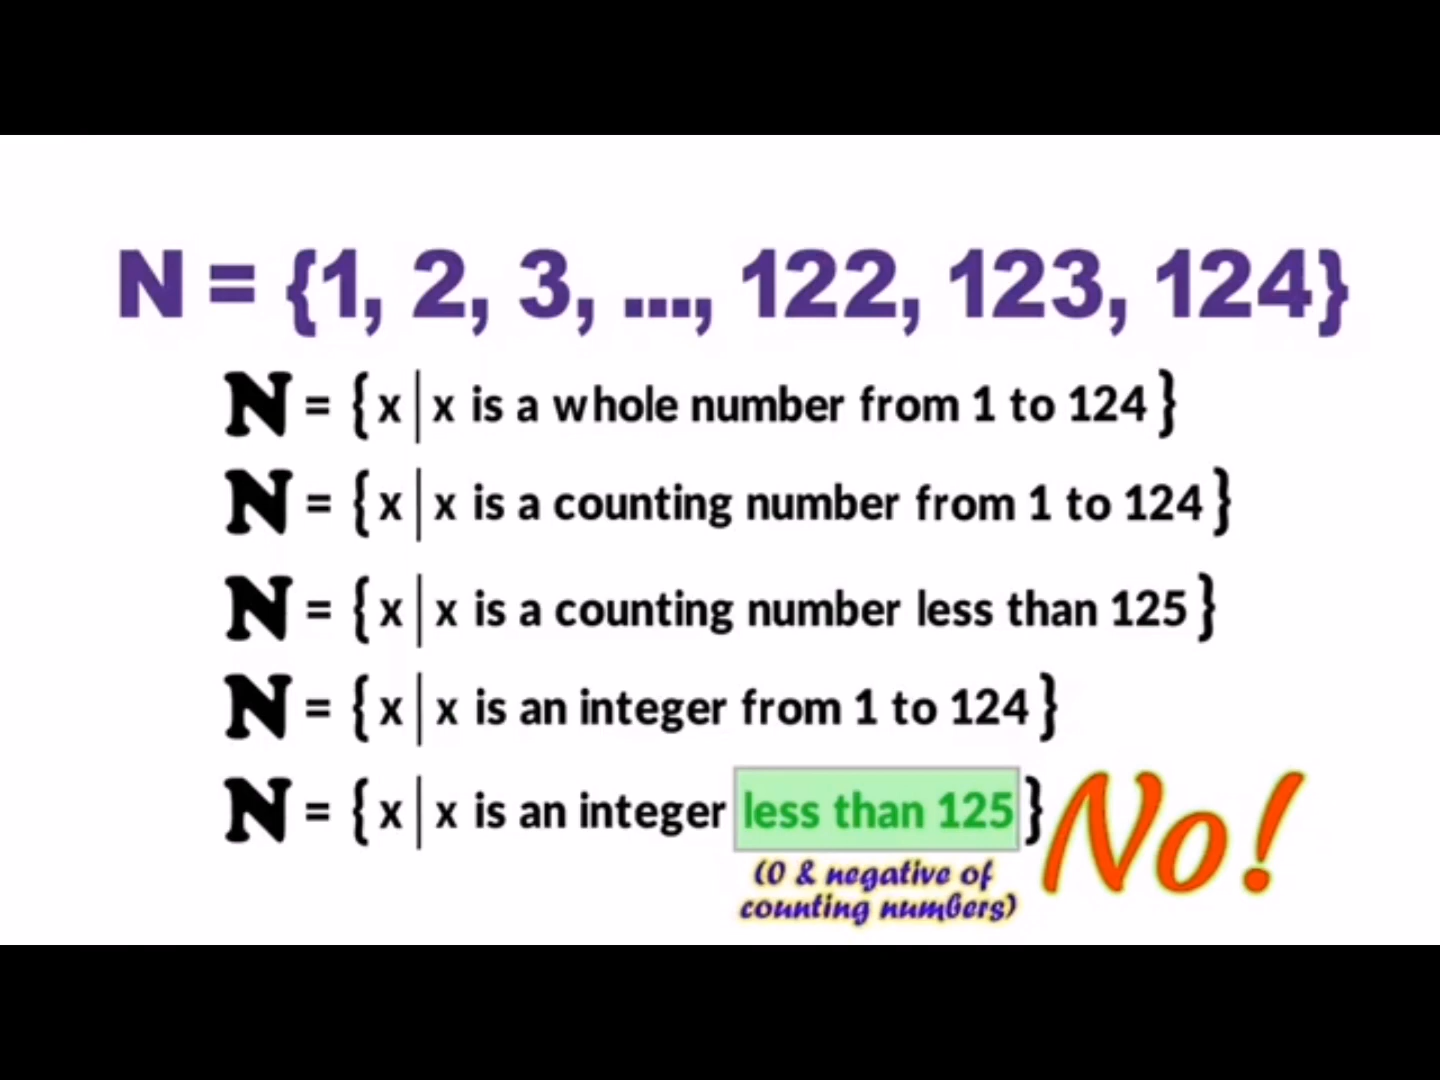 N = {1, 2, 3, ..., 122, 123, 124}
N = { x | x is a whole number from 1 to 124 }
N = { x | x is a counting number from 1 to 124 }
N = { x | x is a counting number less than 125 }
N = { x | x is an integer from 1 to 124 }
N = { x | x is an integer less than 125 } No!
(0 & negative of
counting numbers)